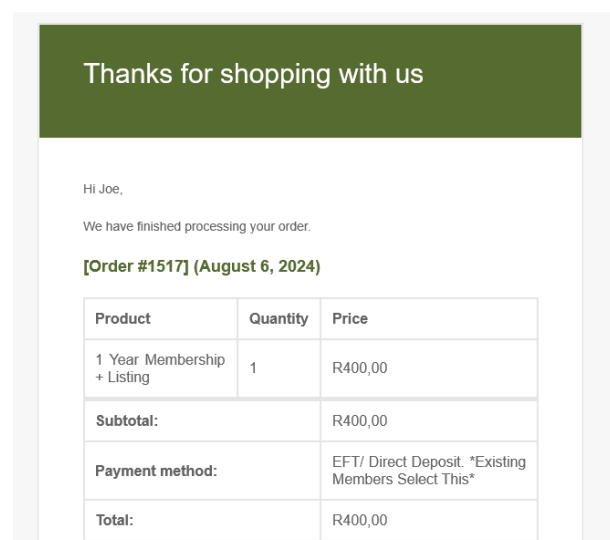 Thanks for shopping with us
Hi Joe,
We have finished processing your order.
[Order #1517] (August 6, 2024)
Product Quantity Price
1 Year Membership
+ Listing 1 R400,00
Subtotal: R400,00
Payment method: EFT/ Direct Deposit. *Existing
Members Select This*
Total: R400,00